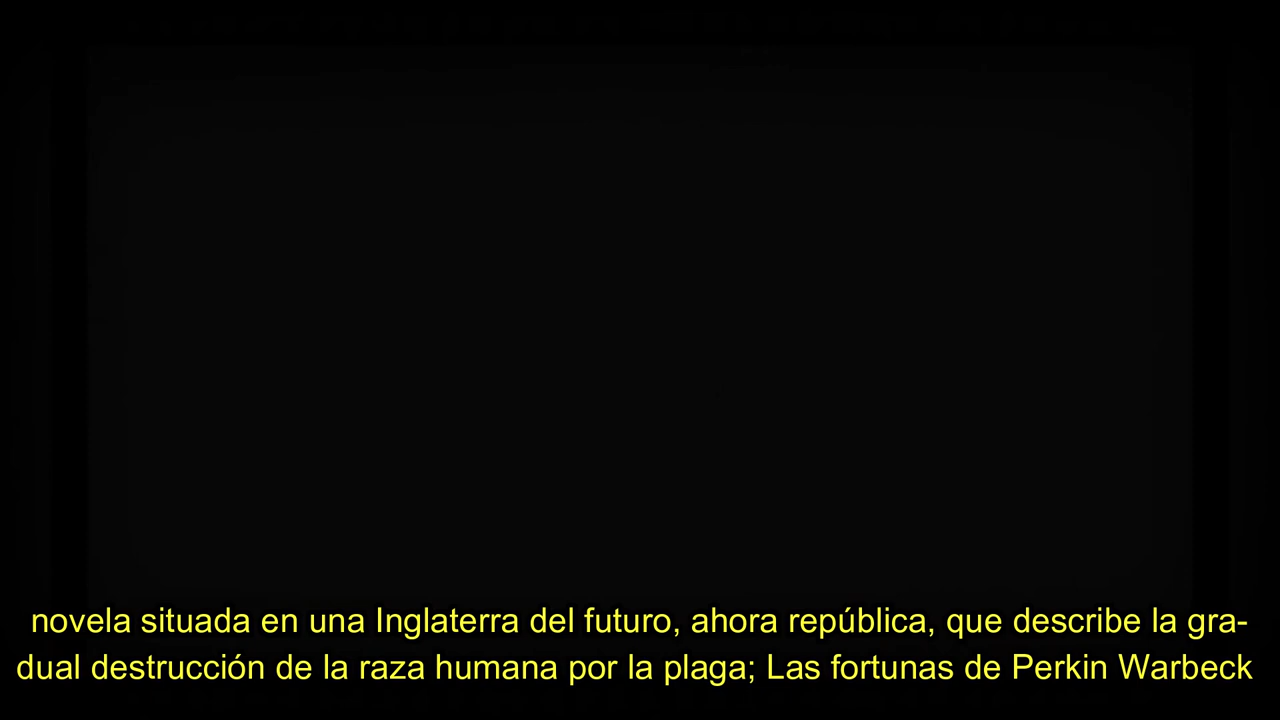 novela situada en una Inglaterra del futuro, ahora república, que describe la gra-
dual destrucción de la raza humana por la plaga; Las fortunas de Perkin Warbeck